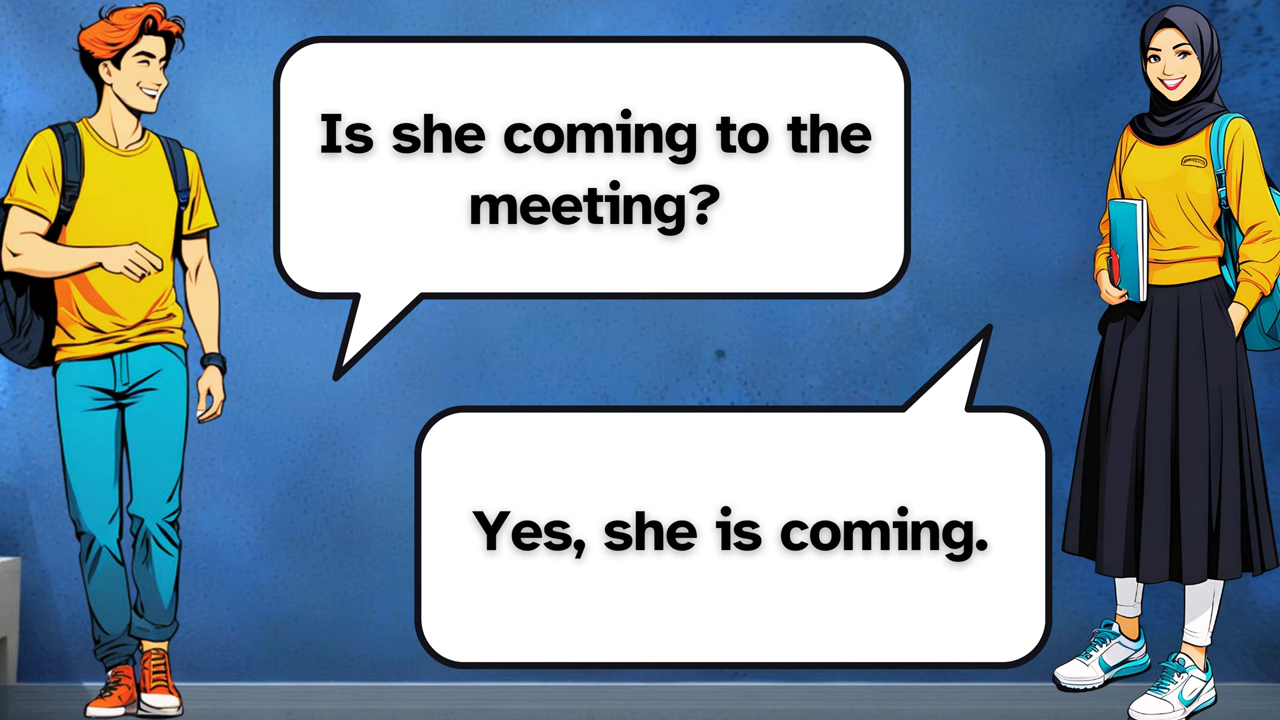 Is she coming to the
meeting?
Yes, she is coming.